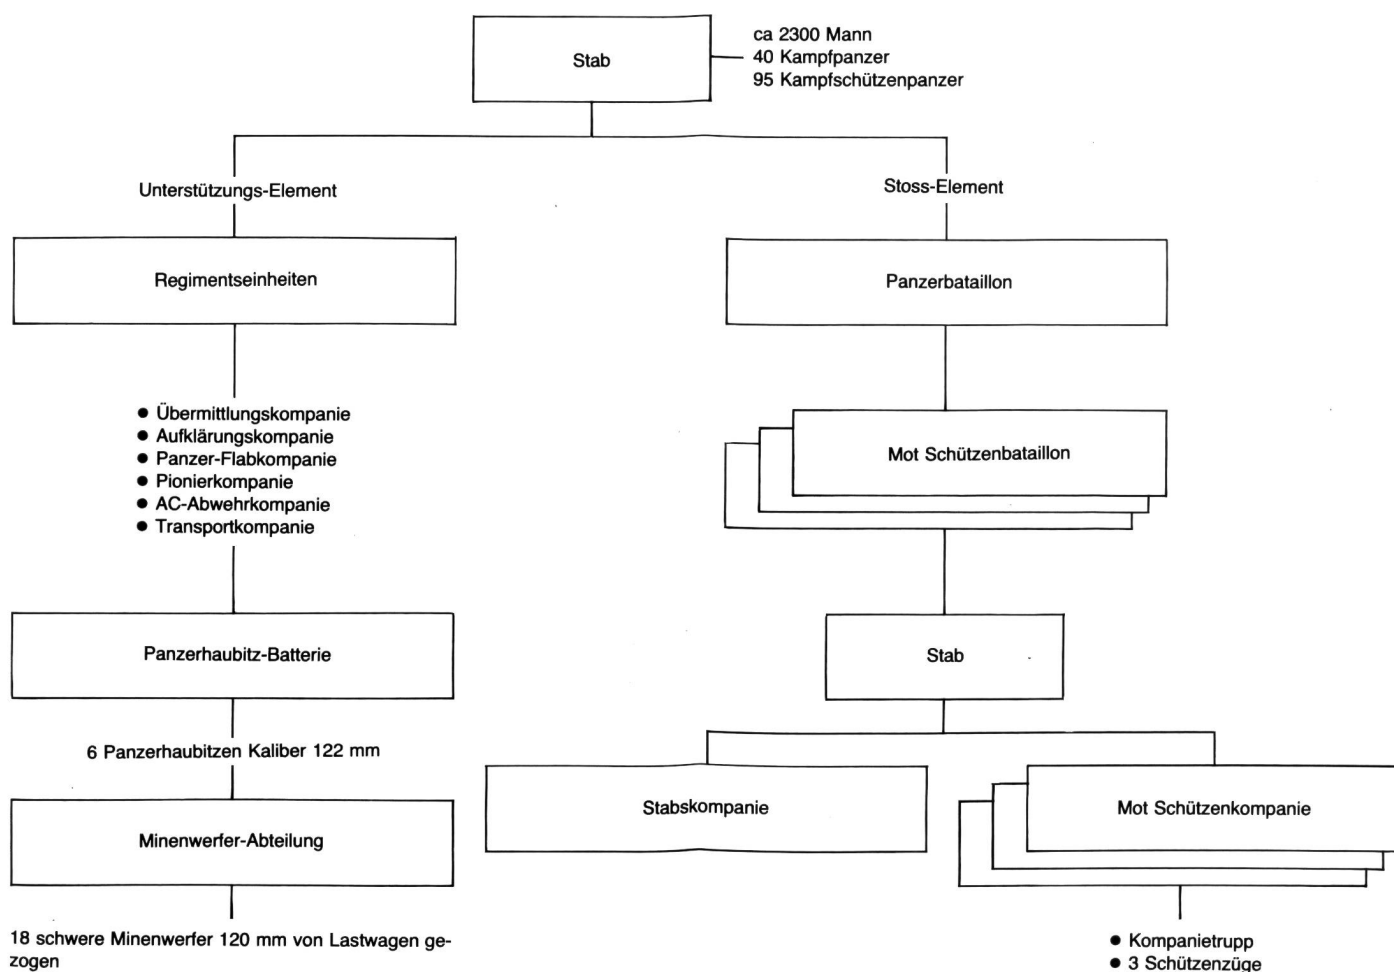 Stab
ca 2300 Mann
40 Kampfpanzer
95 Kampfschützenpanzer
Unterstützungs-Element
Stoss-Element
Regimentseinheiten
Panzerbataillon
● Übermittlungskompanie
● Aufklärungskompanie
● Panzer-Flabkompanie
● Pionierkompanie
● AC-Abwehrkompanie
● Transportkompanie
Mot Schützenbataillon
Panzerhaubitz-Batterie
Stab
6 Panzerhaubitzen Kaliber 122 mm
Stabskompanie
Mot Schützenkompanie
Minenwerfer-Abteilung
18 schwere Minenwerfer 120 mm von Lastwagen ge-
zogen
● Kompanietrupp
● 3 Schützenzüge